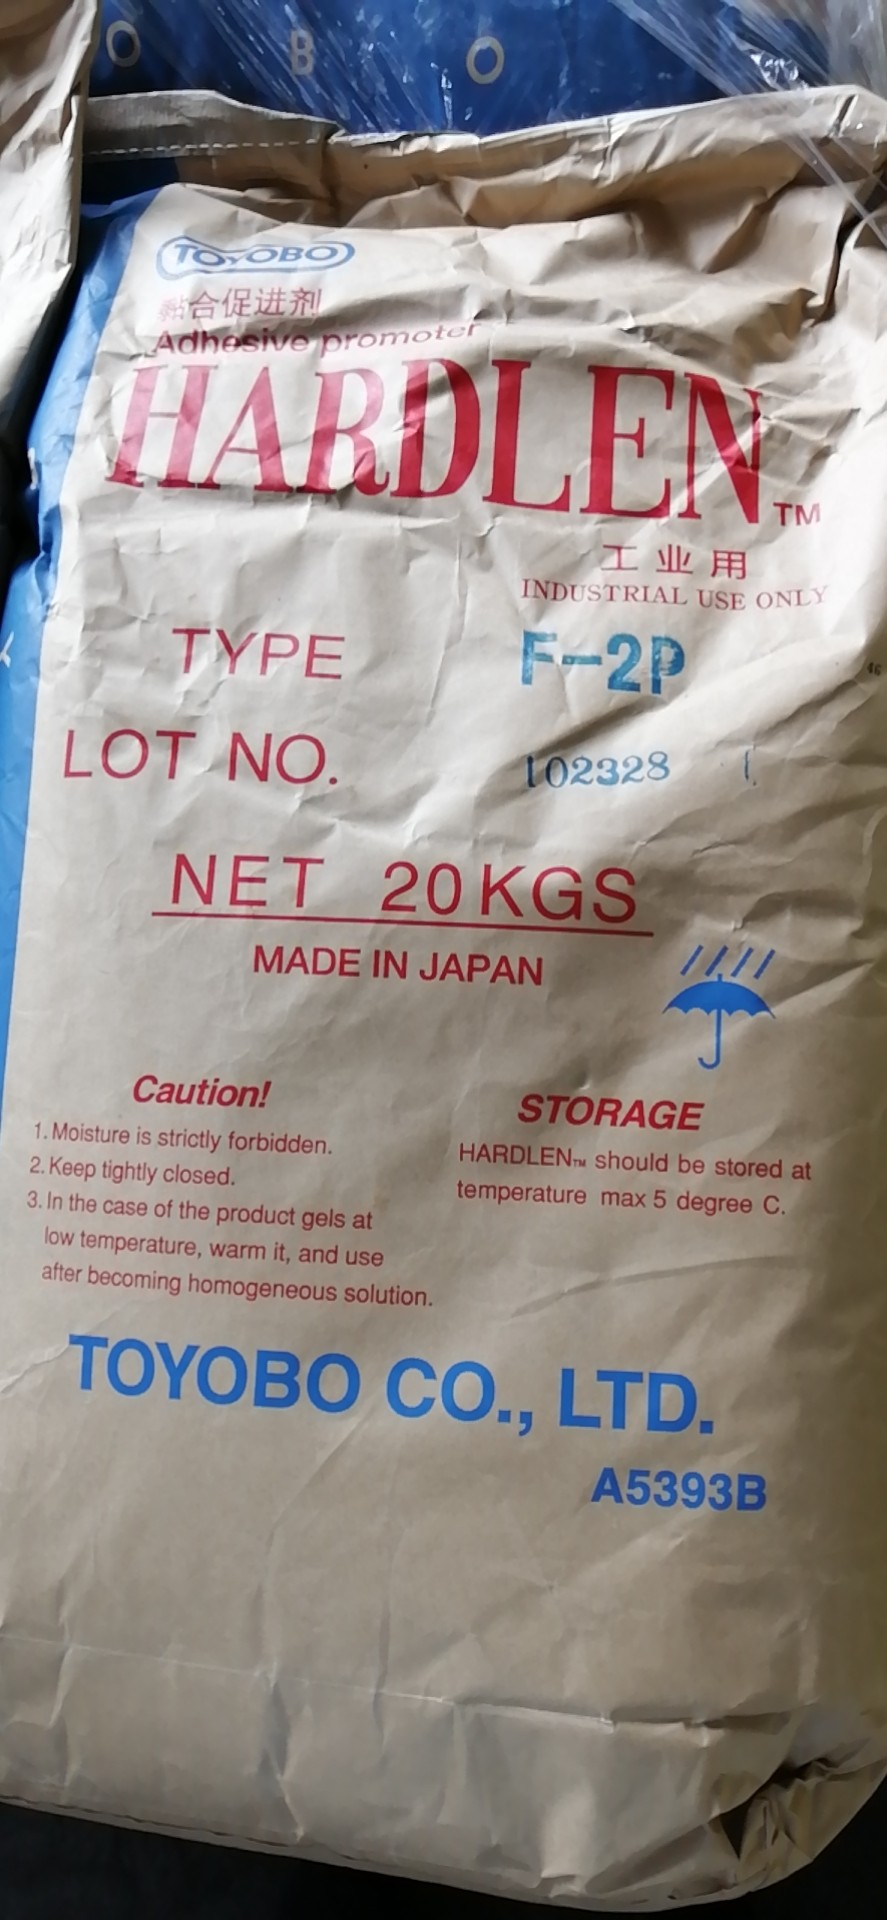 O B O
TOYOBO
黏合促进剂
Adhesive promoter
HARDLEN TM
工业用
INDUSTRIAL USE ONLY
TYPE F-2P
LOT NO. 102328
NET 20KGS
MADE IN JAPAN
Caution!
1. Moisture is strictly forbidden.
2. Keep tightly closed.
3. In the case of the product gels at
low temperature, warm it, and use
after becoming homogeneous solution.
STORAGE
HARDLEN™ should be stored at
temperature max 5 degree C.
TOYOBO CO., LTD.
A5393B